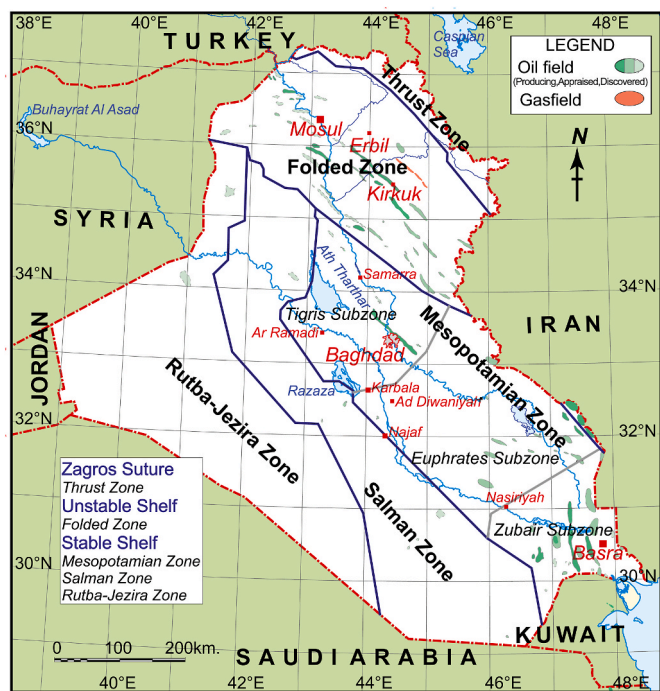 38°E
40°E
42°E
44°E
46°E
48°E
TURKEY
Caspian
Sea
LEGEND
Oil field
(Producing,Appraised,Discovered)
Gasfield
Thrust Zone
Buhayrat Al Asad
36°N
36°N
Mosul
Erbil
Folded Zone
Kirkuk
N
SYRIA
Ath Tharthar
Samarra
34°N
34°N
Tigris Subzone
Mesopotamian Zone
IRAN
Ar Ramadi
Baghdad
JORDAN
Rutba-Jezira Zone
Razaza
Karbala
Ad Diwaniyah
32°N
32°N
Najaf
Euphrates Subzone
Zagros Suture
Thrust Zone
Unstable Shelf
Folded Zone
Stable Shelf
Mesopotamian Zone
Salman Zone
Rutba-Jezira Zone
Salman Zone
Nasiriyah
Zubair Subzone
Basra
30°N
30°N
0 100 200km.
KUWAIT
SAUDI ARABIA
40°E
42°E
44°E
46°E
48°E